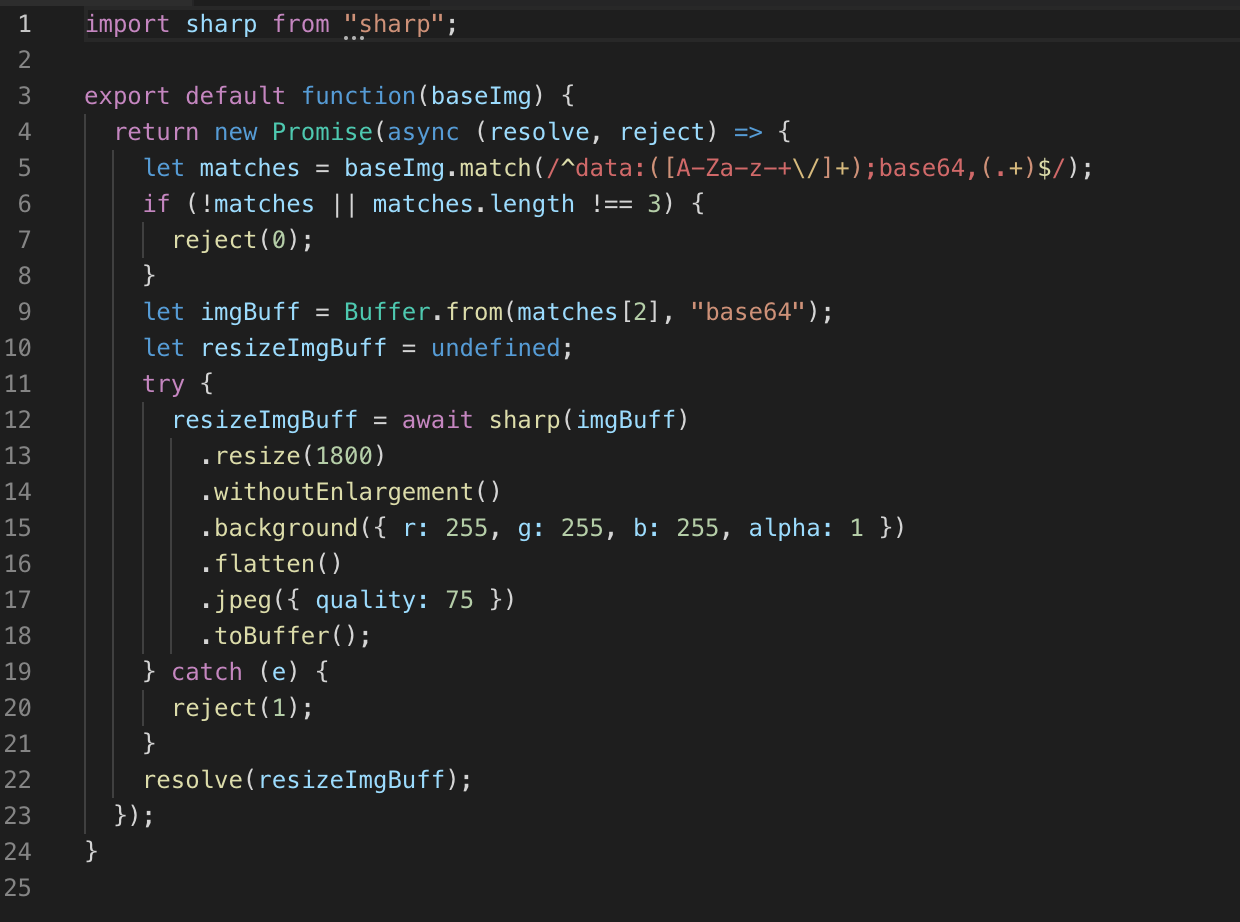 1 import sharp from "sharp";
2
3 export default function(baseImg) {
4   return new Promise(async (resolve, reject) => {
5     let matches = baseImg.match(/^data:([A-Za-z-+\/]+);base64,(.+)$/);
6     if (!matches || matches.length !== 3) {
7       reject(0);
8     }
9     let imgBuff = Buffer.from(matches[2], "base64");
10     let resizeImgBuff = undefined;
11     try {
12       resizeImgBuff = await sharp(imgBuff)
13         .resize(1800)
14         .withoutEnlargement()
15         .background({ r: 255, g: 255, b: 255, alpha: 1 })
16         .flatten()
17         .jpeg({ quality: 75 })
18         .toBuffer();
19     } catch (e) {
20       reject(1);
21     }
22     resolve(resizeImgBuff);
23   });
24 }
25